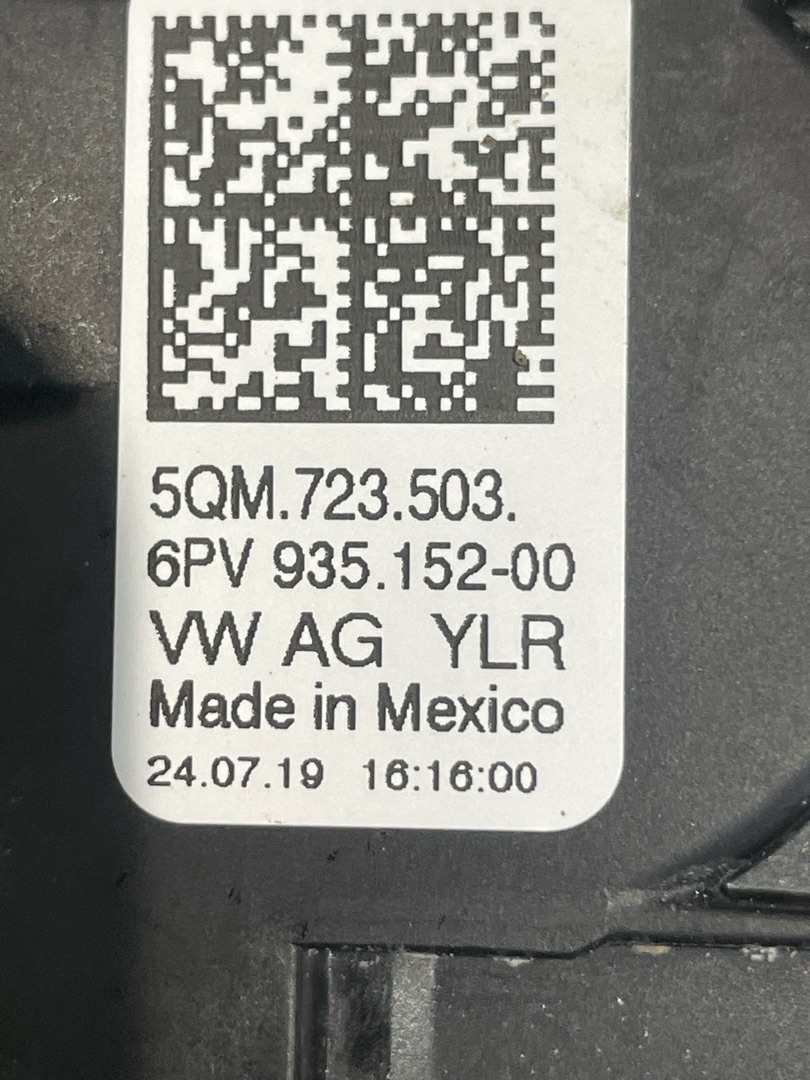 5QM.723.503.
6PV 935.152-00
VW AG YLR
Made in Mexico
24.07.19 16:16:00